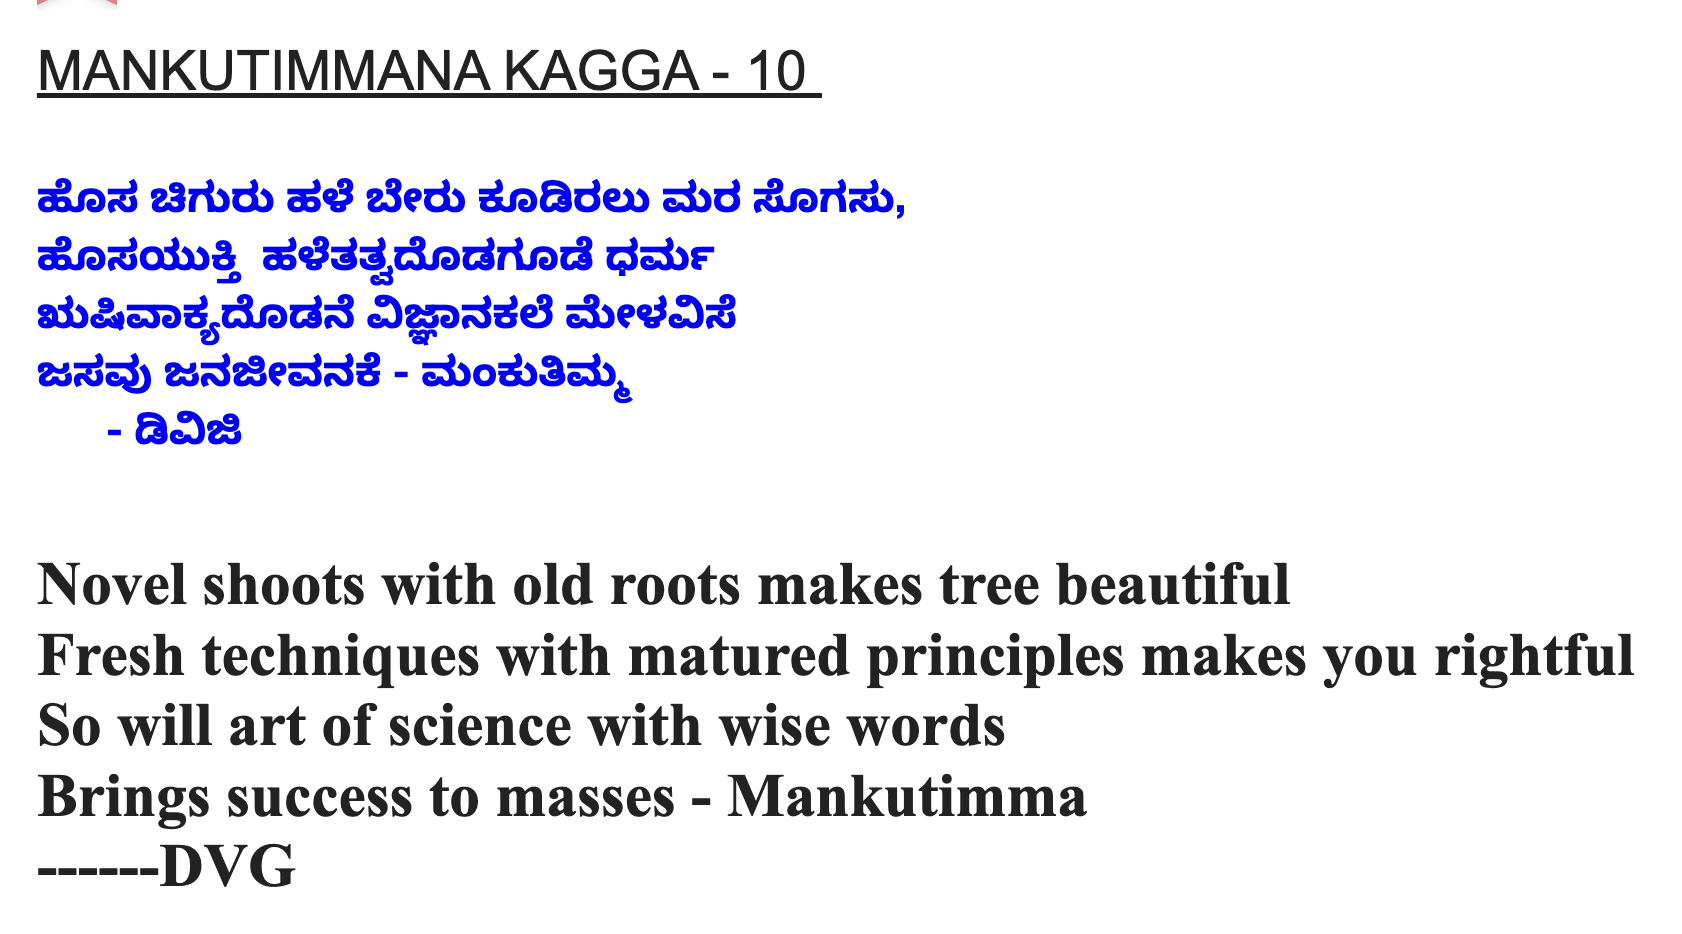 MANKUTIMMANA KAGGA - 10
ಹೊಸ ಚಿಗುರು ಹಳೆ ಬೇರು ಕೂಡಿರಲು ಮರ ಸೊಗಸು,
ಹೊಸಯುಕ್ತಿ ಹಳೆತತ್ವದೊಡಗೂಡೆ ಧರ್ಮ
ಋಷಿವಾಕ್ಯದೊಡನೆ ವಿಜ್ಞಾನಕಲೆ ಮೇಳವಿಸೆ
ಜಸವು ಜನಜೀವನಕೆ - ಮಂಕುತಿಮ್ಮ
- ಡಿವಿಜಿ
Novel shoots with old roots makes tree beautiful
Fresh techniques with matured principles makes you rightful
So will art of science with wise words
Brings success to masses - Mankutimma
------DVG